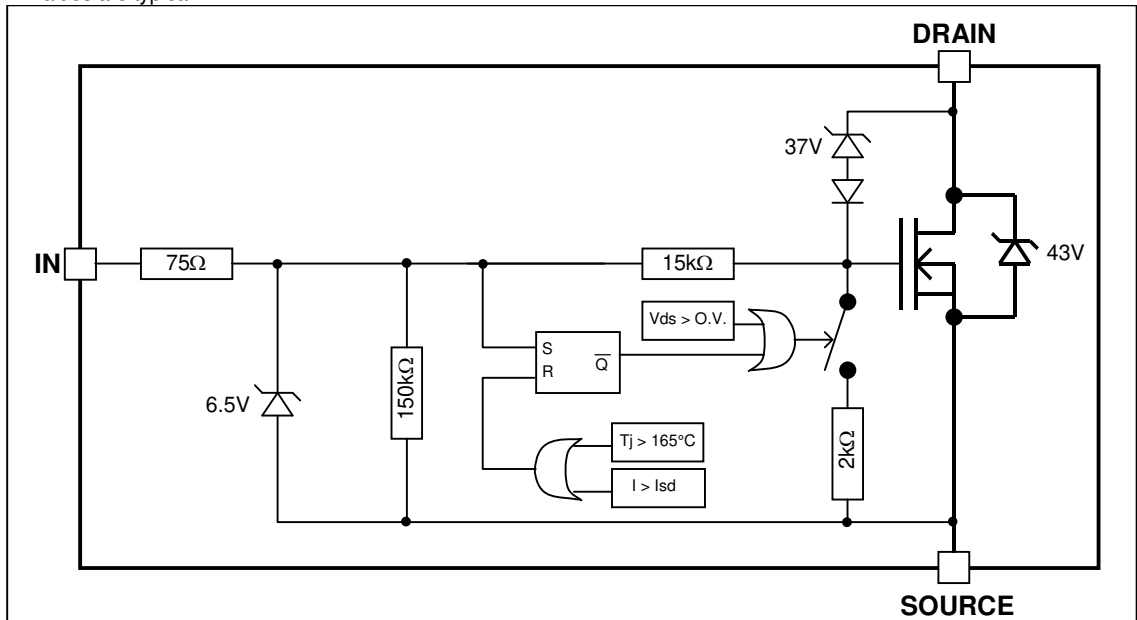 DRAIN
37V
IN
75Ω
15kΩ
43V
Vds > O.V.
S
R
Q
150kΩ
6.5V
Tj > 165°C
I > Isd
2kΩ
SOURCE